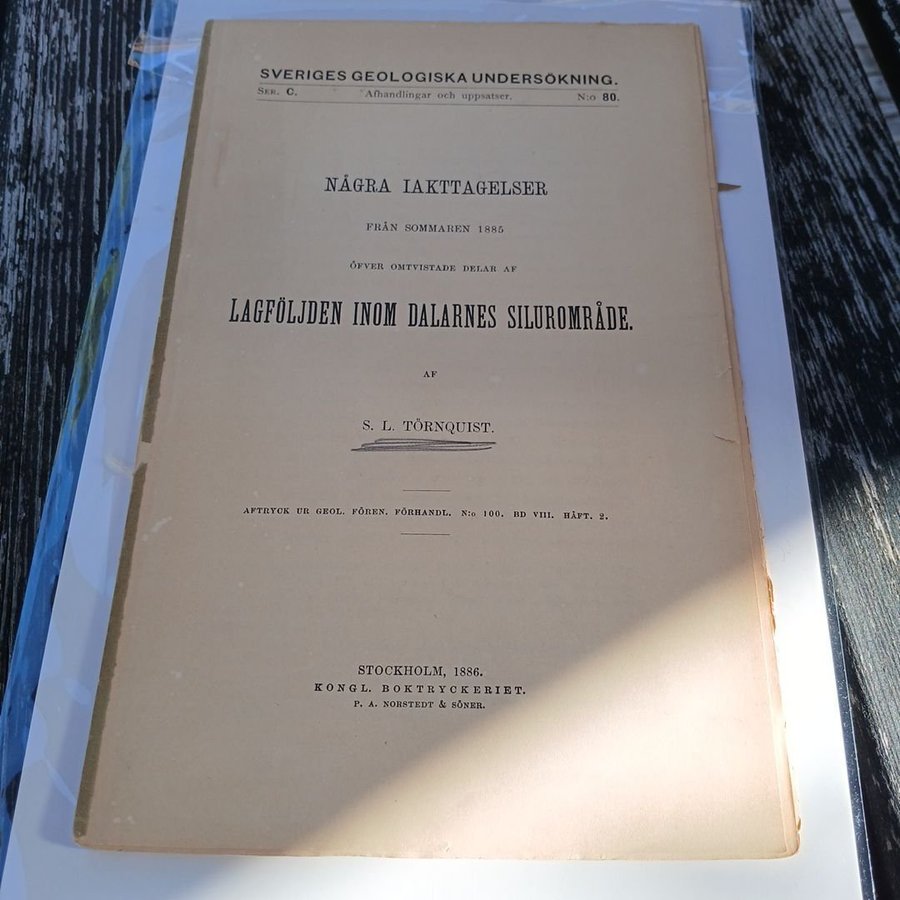 SVERIGES GEOLOGISKA UNDERSÖKNING.
SER. C. Afhandlingar och uppsatser. N:o 80.
NÅGRA IAKTTAGELSER
FRÅN SOMMAREN 1885
ÖFVER OMTVISTADE DELAR AF
LAGFÖLJDEN INOM DALARNES SILUROMRÅDE.
AF
S. L. TÖRNQUIST.
AFTRYCK UR GEOL. FÖREN. FÖRHANDL. N:o 100. BD VIII. HÄFT. 2.
STOCKHOLM, 1886.
KONGL. BOKTRYCKERIET.
P. A. NORSTEDT & SÖNER.